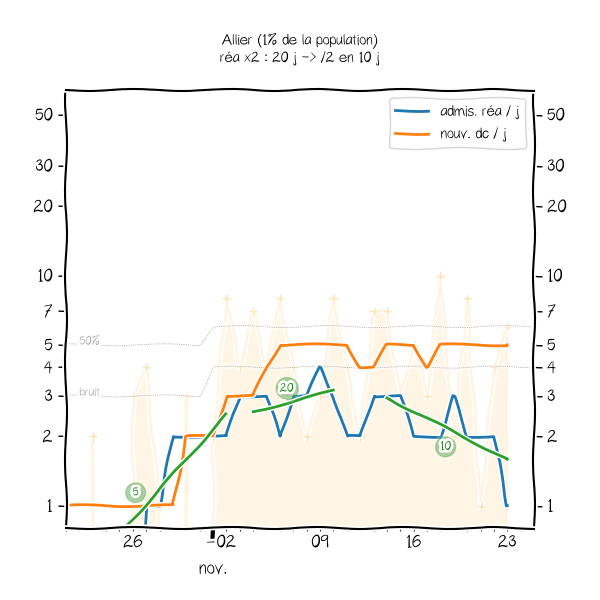 Allier (1% de la population)
réa x2 : 20 j -> /2 en 10 j
admis. réa / j
nouv. dc / j
50 50
30 30
20 20
10 10
7 7
50%
5 5
4 4
bruit
3 3
2 2
1 1
20
10
5
26 02 09 16 23
nov.